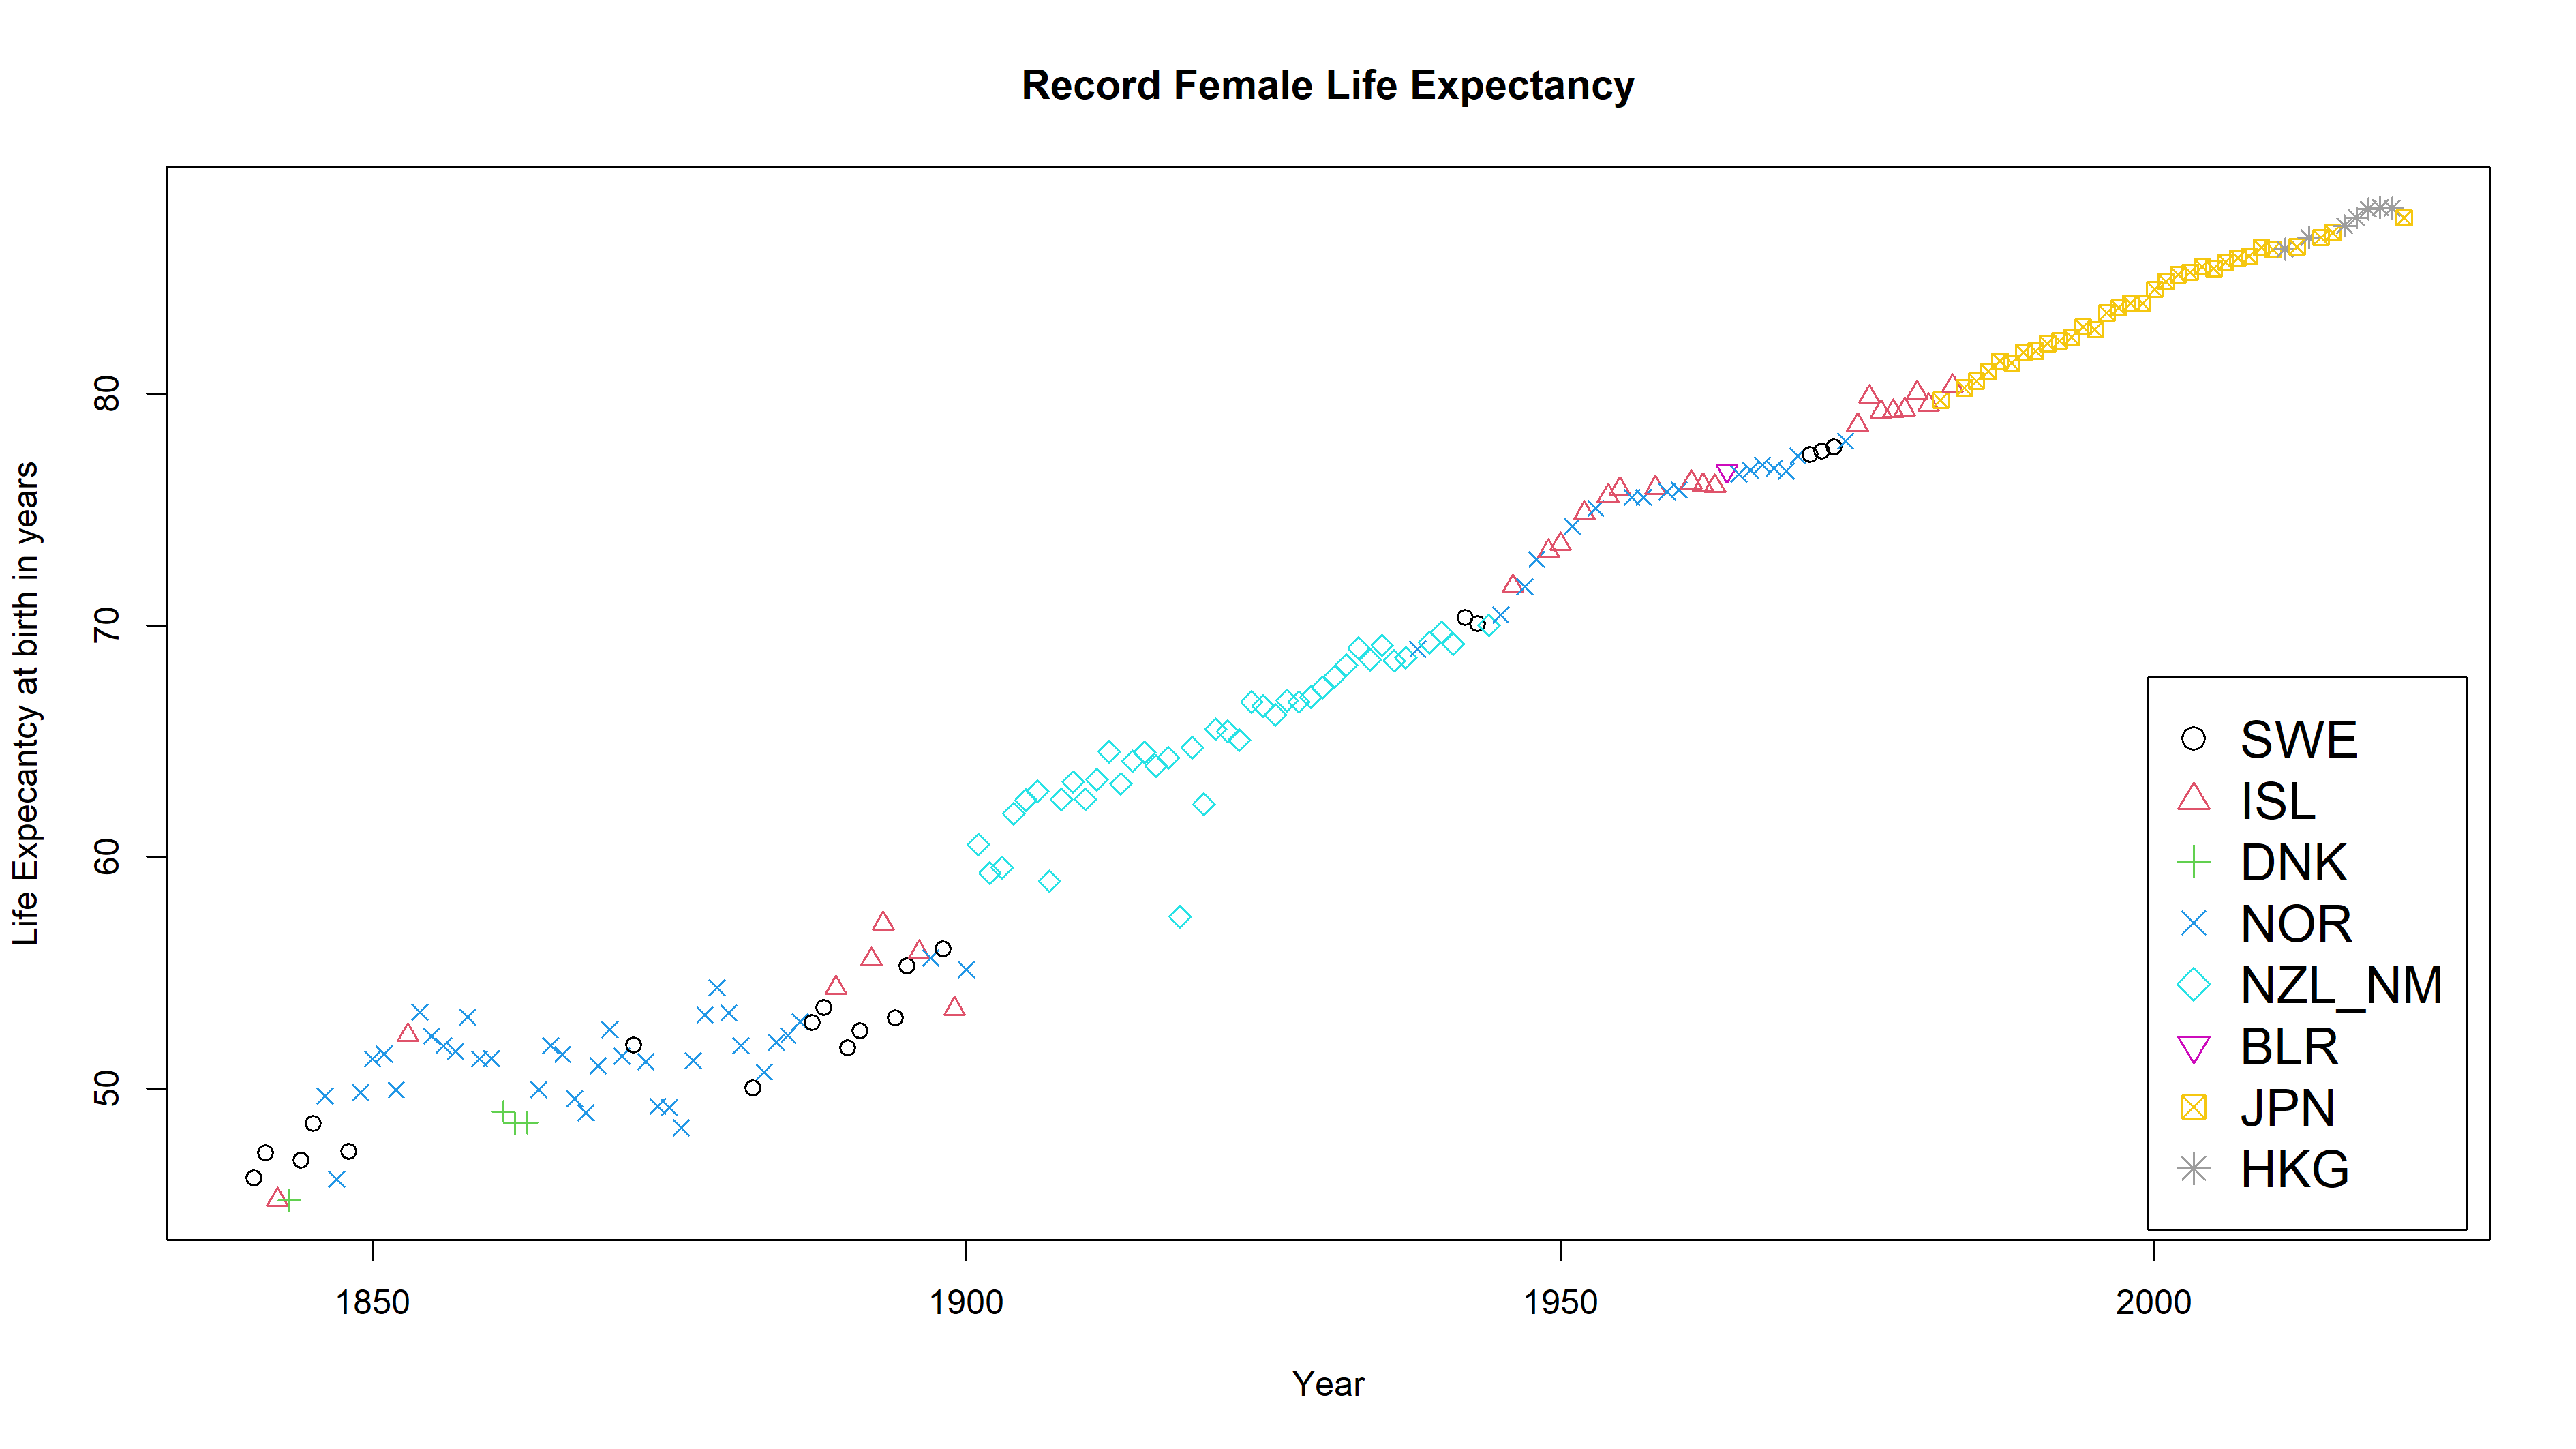 Record Female Life Expectancy
Life Expecantcy at birth in years
80
70
60
50
1850
1900
1950
2000
Year
SWE
ISL
DNK
NOR
NZL_NM
BLR
JPN
HKG